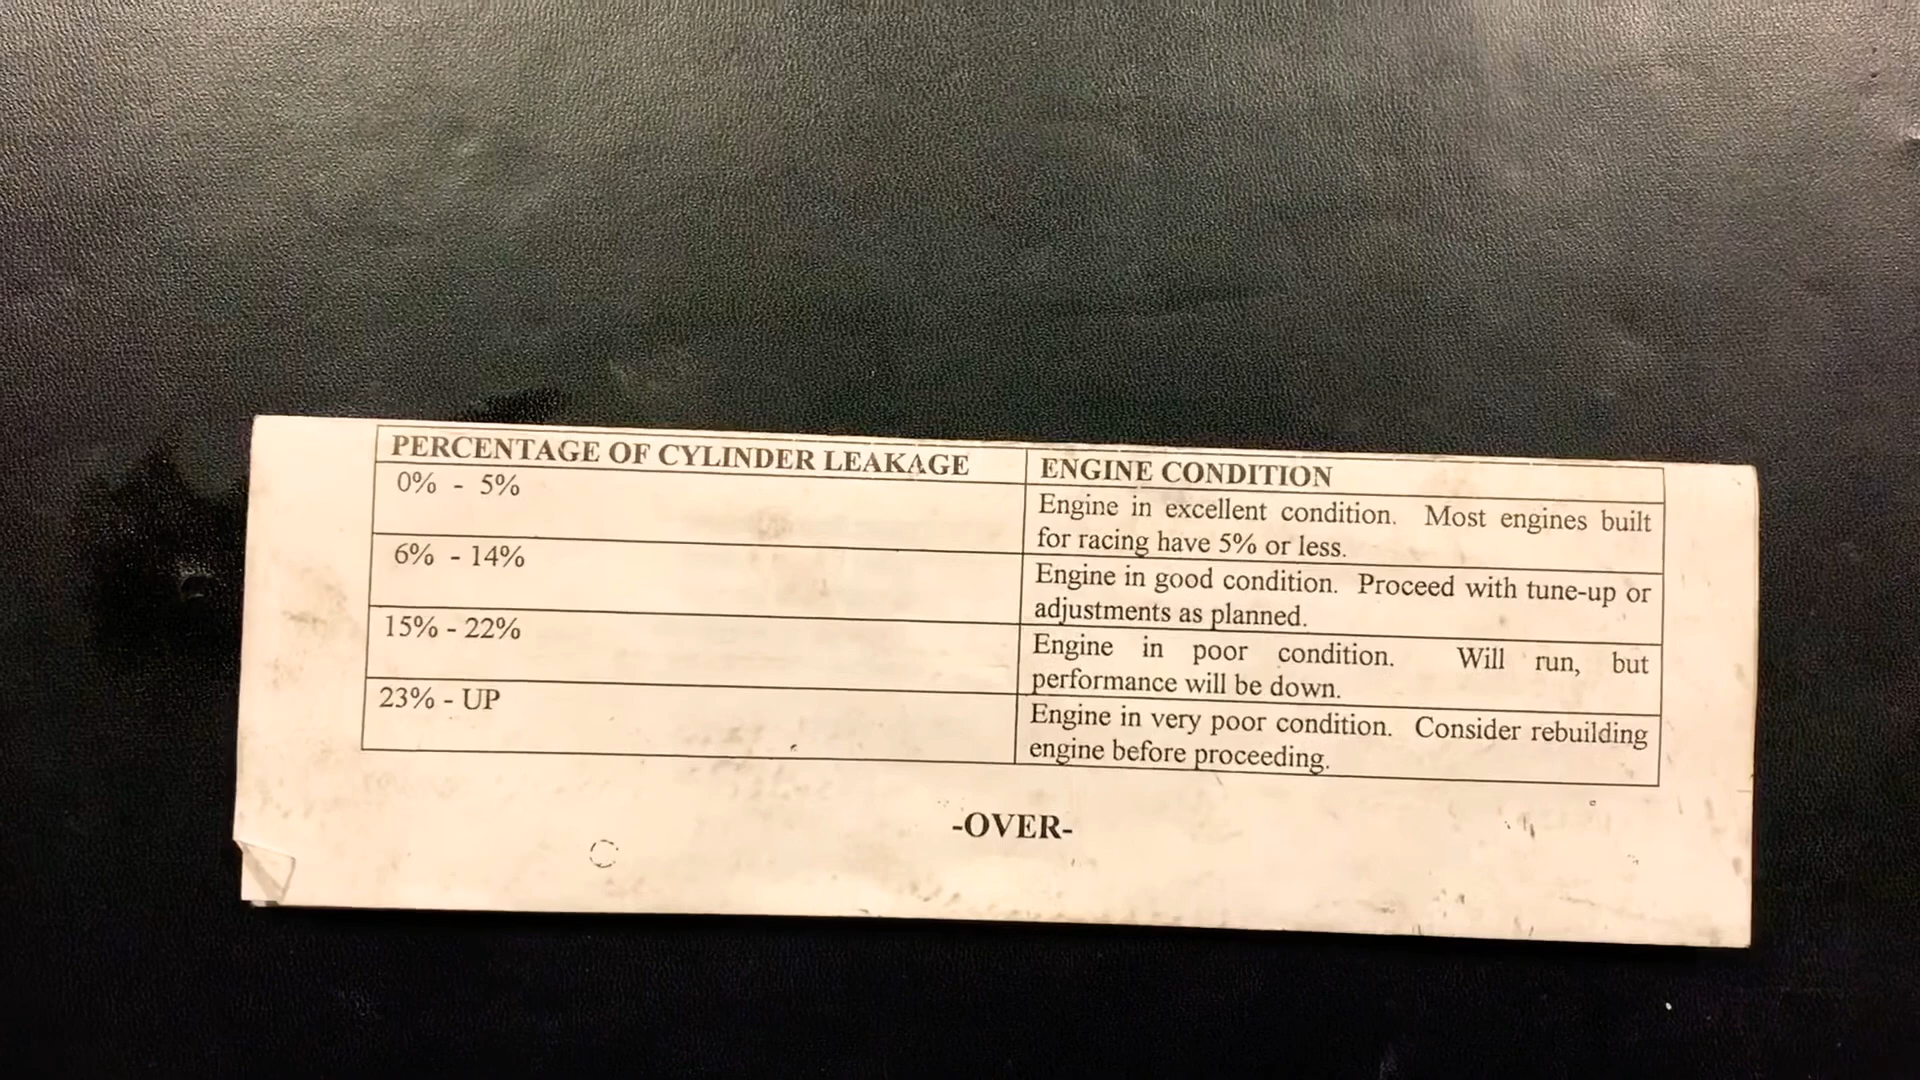 PERCENTAGE OF CYLINDER LEAKAGE
ENGINE CONDITION
0% - 5%
Engine in excellent condition. Most engines built
for racing have 5% or less.
6% - 14%
Engine in good condition. Proceed with tune-up or
adjustments as planned.
15% - 22%
Engine in poor condition. Will run, but
performance will be down.
23% - UP
Engine in very poor condition. Consider rebuilding
engine before proceeding.
-OVER-